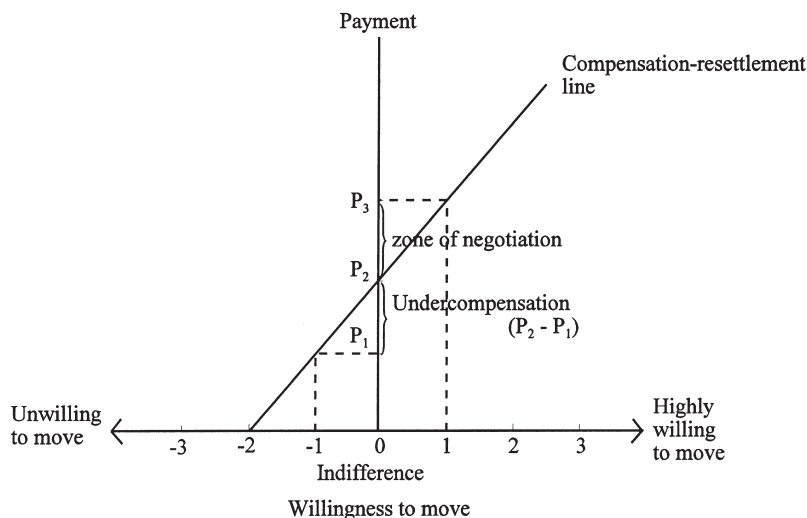 Payment
Compensation-resettlement
line
P3
zone of negotiation
P2
Undercompensation
(P2 - P1)
P1
Unwilling
to move
Highly
willing
to move
-3 -2 -1 0 1 2 3
Indifference
Willingness to move